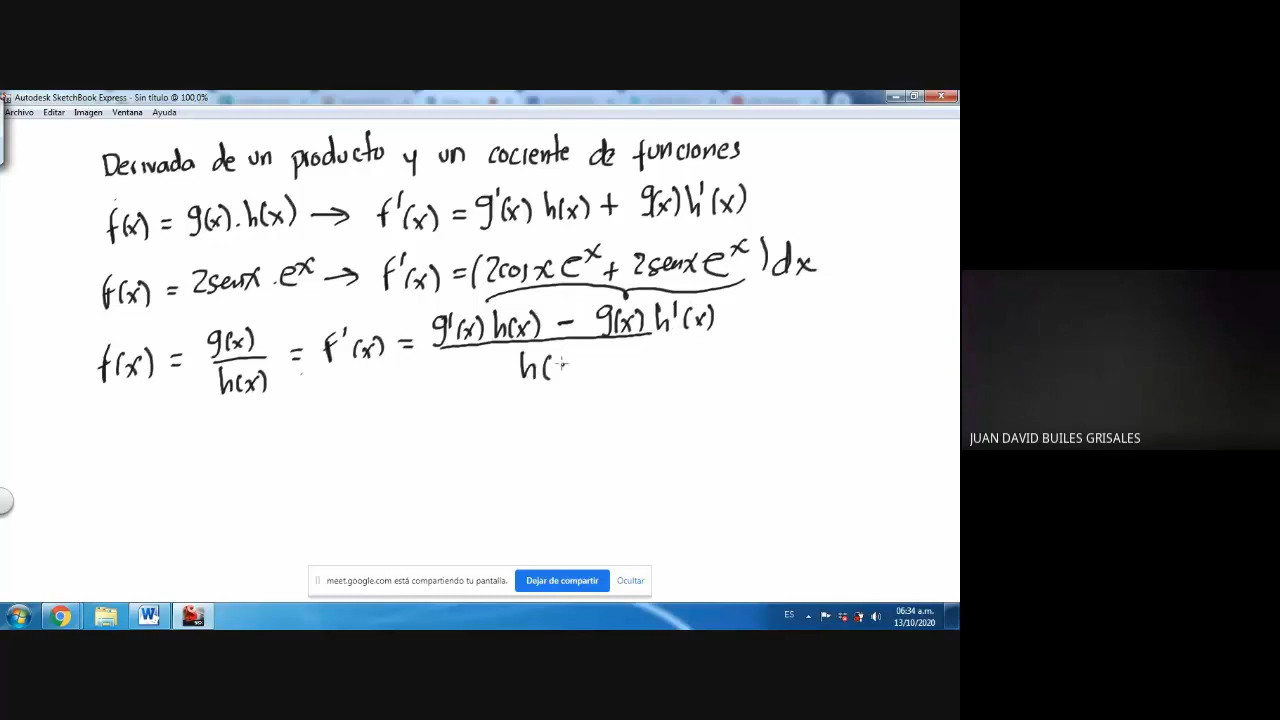 Autodesk SketchBook Express - Sin título @ 100,0%
Archivo Editar Imagen Ventana Ayuda
Derivada de un producto y un cociente de funciones
f(x) = g(x).h(x) → f'(x) = g'(x) h(x) + g(x) h'(x)
f(x) = 2senx . e^x → f'(x) = (2cosx e^x + 2senx e^x) dx
f(x) = g(x)/h(x) = f'(x) = g'(x) h(x) - g(x) h'(x)
h(
JUAN DAVID BUILES GRISALES
meet.google.com está compartiendo tu pantalla. Dejar de compartir Ocultar
ES 06:34 a.m.
13/10/2020